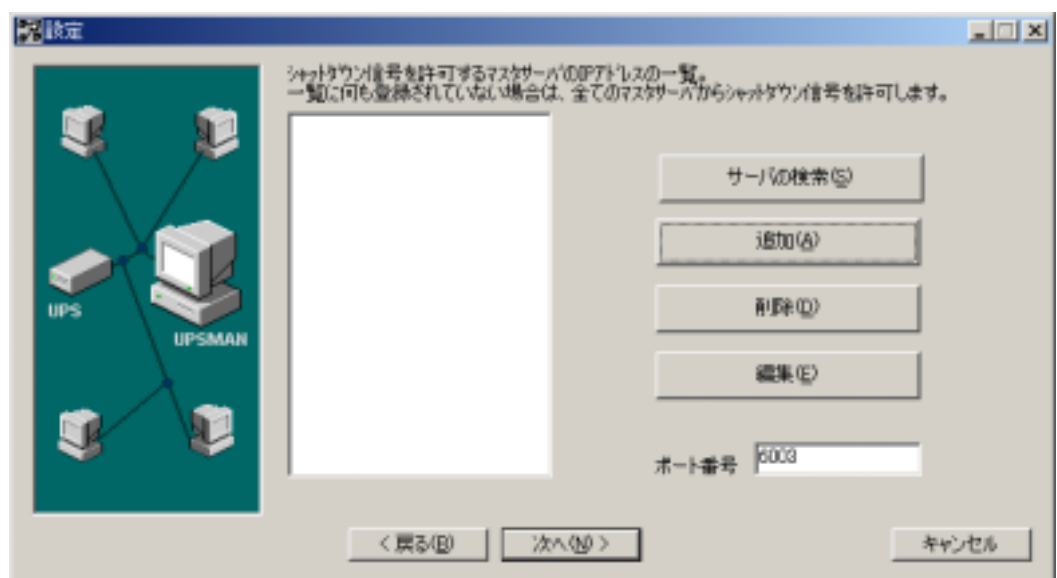 設定
シャットダウン信号を許可するマスタサーバのIPアドレスの一覧。
一覧に何も登録されていない場合は、全てのマスタサーバからシャットダウン信号を許可します。
サーバの検索(S)
追加(A)
UPS
UPSMAN
削除(D)
編集(E)
ポート番号 6003
< 戻る(B)
次へ(N) >
キャンセル